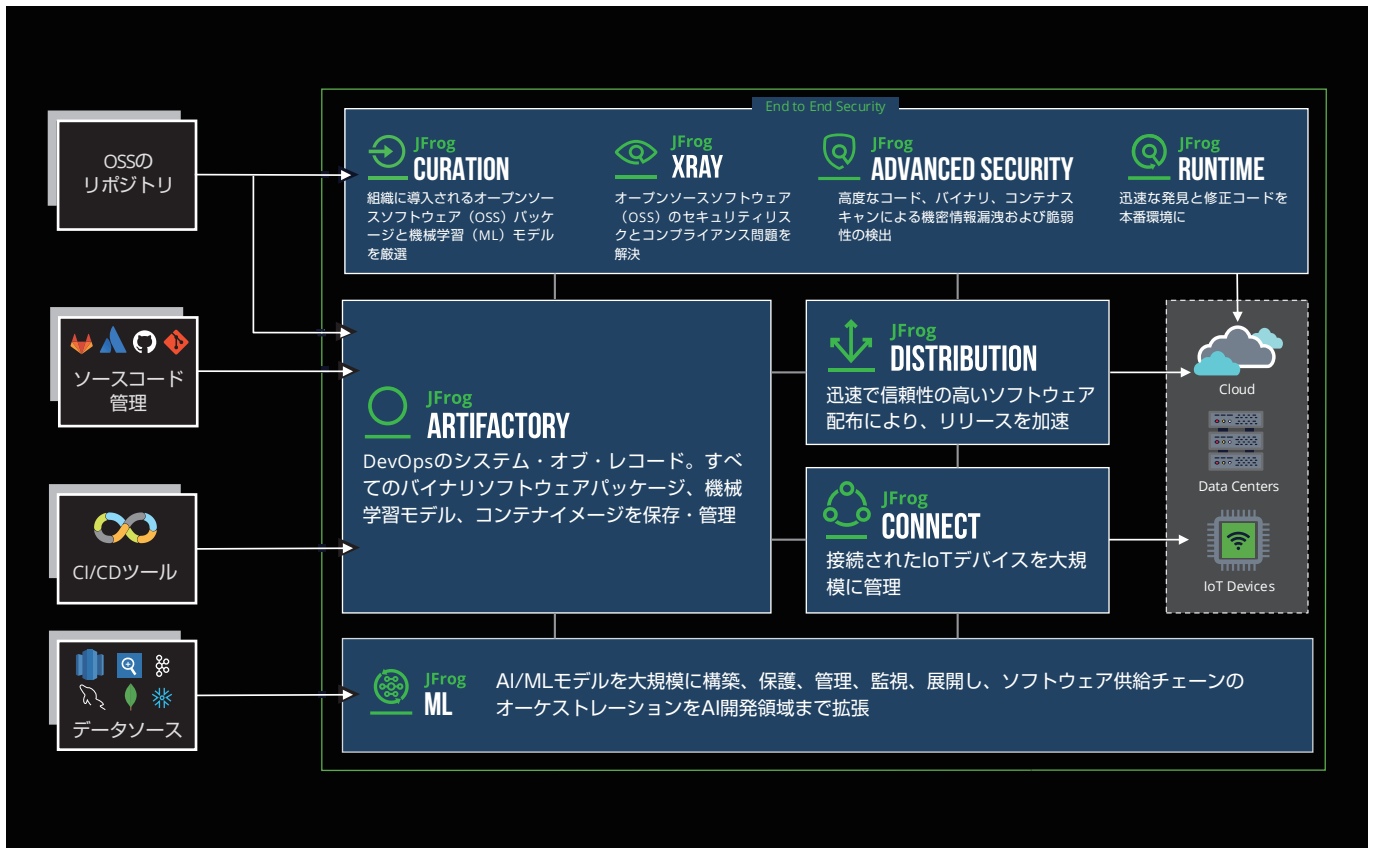 End to End Security
OSSの
リポジトリ
JFrog
CURATION
組織に導入されるオープンソー
スソフトウェア（OSS）パッケ
ージと機械学習（ML）モデル
を厳選
JFrog
XRAY
オープンソースソフトウェア
（OSS）のセキュリティリス
クとコンプライアンス問題を
解決
JFrog
ADVANCED SECURITY
高度なコード、バイナリ、コンテナス
キャンによる機密情報漏洩および脆弱
性の検出
JFrog
RUNTIME
迅速な発見と修正コードを
本番環境に
ソースコード
管理
JFrog
ARTIFACTORY
DevOpsのシステム・オブ・レコード。すべ
てのバイナリソフトウェアパッケージ、機械
学習モデル、コンテナイメージを保存・管理
JFrog
DISTRIBUTION
迅速で信頼性の高いソフトウェア
配布により、リリースを加速
Cloud
Data Centers
IoT Devices
CI/CDツール
JFrog
CONNECT
接続されたIoTデバイスを大規
模に管理
データソース
JFrog
ML
AI/MLモデルを大規模に構築、保護、管理、監視、展開し、ソフトウェア供給チェーンの
オーケストレーションをAI開発領域まで拡張